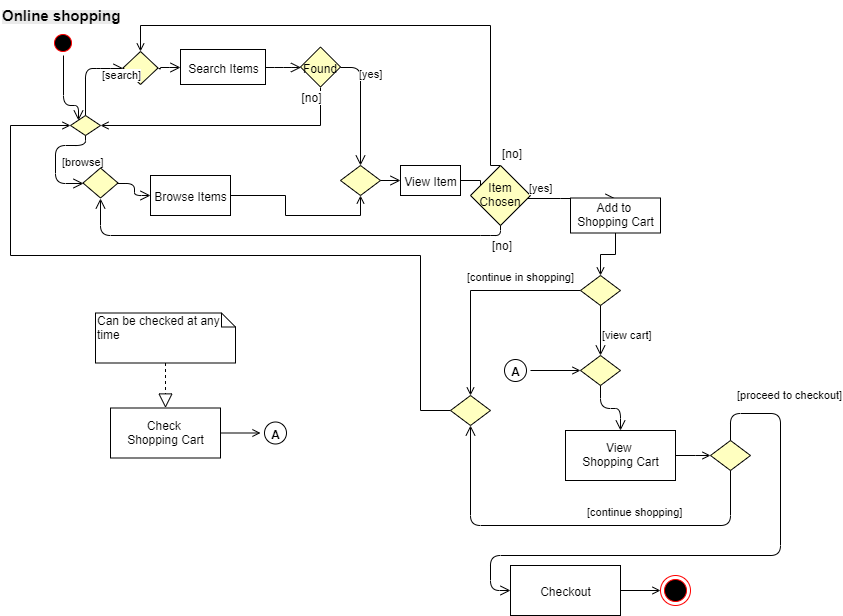 Online shopping
[search]
Search Items
Found
[yes]
[no]
[browse]
Browse Items
View Item
[no]
Item
Chosen
[yes]
[no]
Add to
Shopping Cart
[continue in shopping]
[view cart]
A
Can be checked at any
time
Check
Shopping Cart
A
[proceed to checkout]
View
Shopping Cart
[continue shopping]
Checkout